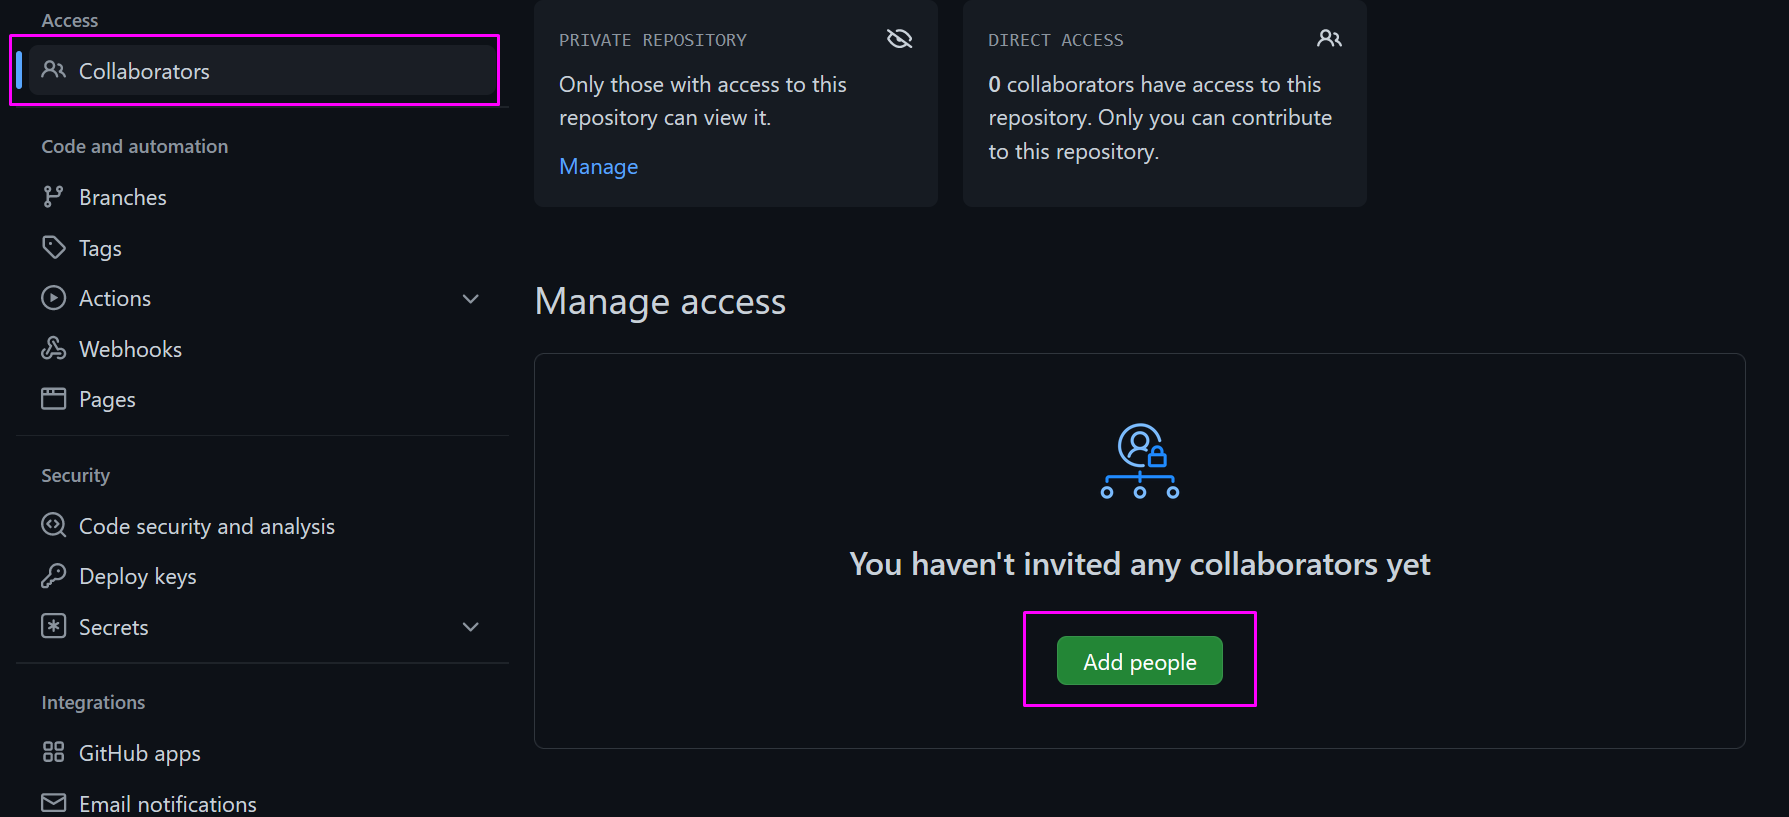 Access
Collaborators
Code and automation
Branches
Tags
Actions
Webhooks
Pages
Security
Code security and analysis
Deploy keys
Secrets
Integrations
GitHub apps
Email notifications
PRIVATE REPOSITORY
Only those with access to this
repository can view it.
Manage
DIRECT ACCESS
0 collaborators have access to this
repository. Only you can contribute
to this repository.
Manage access
You haven't invited any collaborators yet
Add people